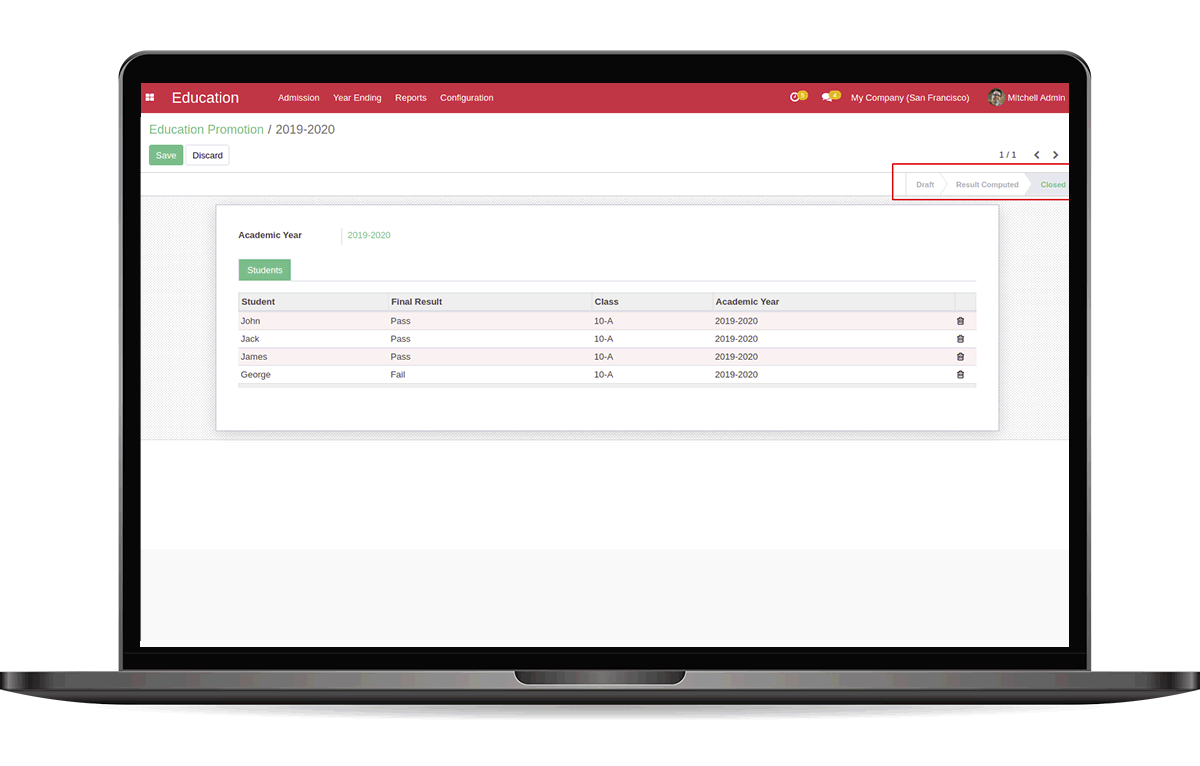 Education Admission Year Ending Reports Configuration 5 4 My Company (San Francisco) Mitchell Admin
Education Promotion / 2019-2020
Save Discard 1 / 1
Draft Result Computed Closed
Academic Year 2019-2020
Students
Student Final Result Class Academic Year
John Pass 10-A 2019-2020
Jack Pass 10-A 2019-2020
James Pass 10-A 2019-2020
George Fail 10-A 2019-2020